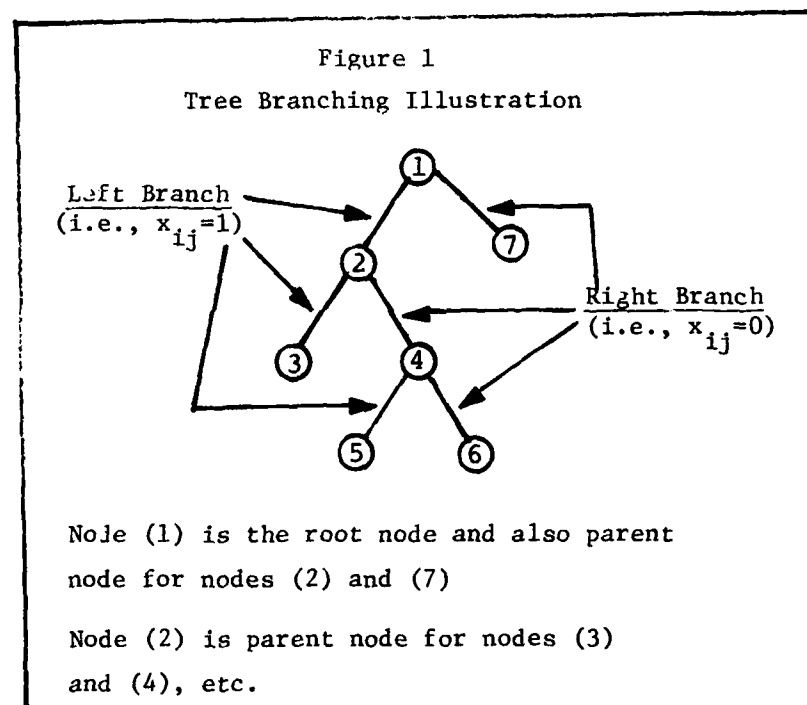 Figure 1
Tree Branching Illustration
1
Left Branch
(i.e., x_ij=1)
2
7
Right Branch
(i.e., x_ij=0)
3
4
5
6
Node (1) is the root node and also parent
node for nodes (2) and (7)
Node (2) is parent node for nodes (3)
and (4), etc.